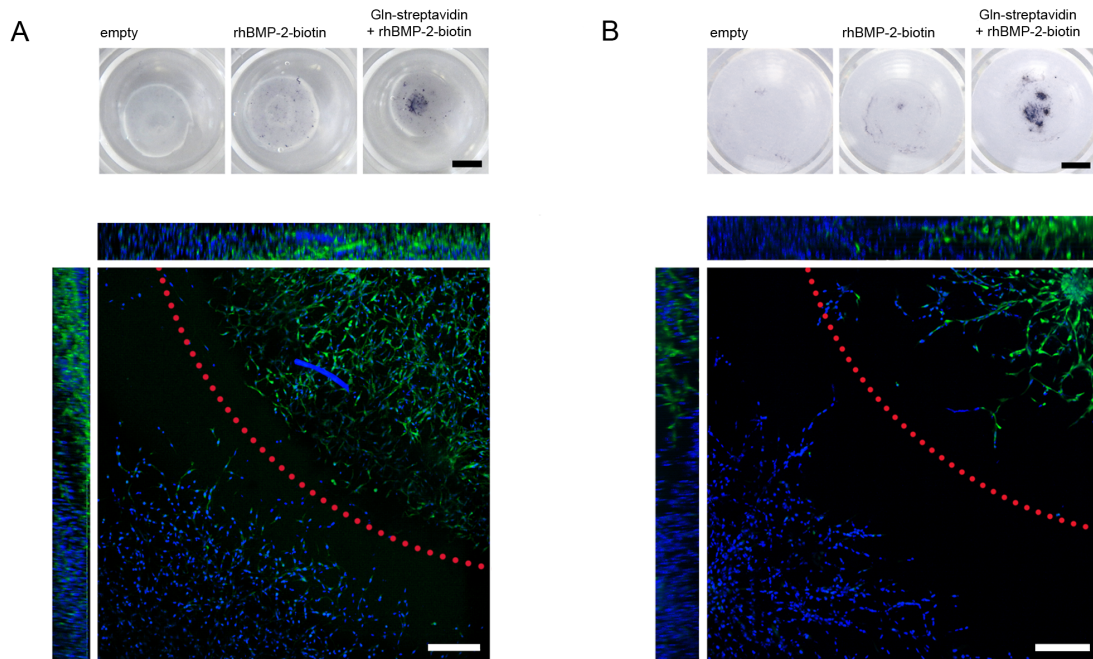 A
empty
rhBMP-2-biotin
Gln-streptavidin
+ rhBMP-2-biotin
B
empty
rhBMP-2-biotin
Gln-streptavidin
+ rhBMP-2-biotin